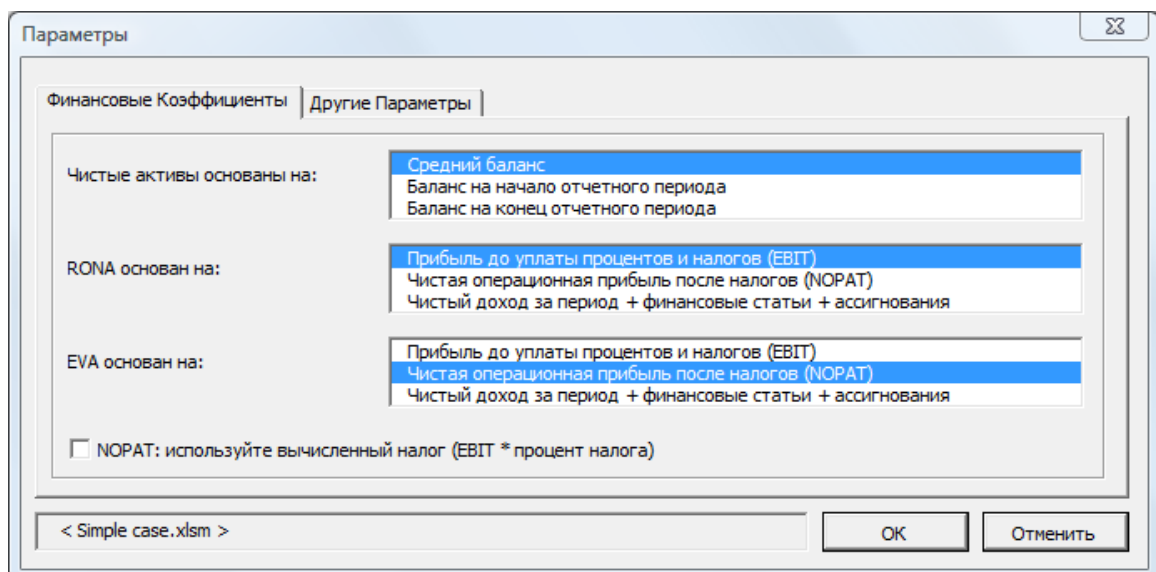 Параметры
Финансовые Коэффициенты
Другие Параметры
Чистые активы основаны на:
Средний баланс
Баланс на начало отчетного периода
Баланс на конец отчетного периода
RONA основан на:
Прибыль до уплаты процентов и налогов (EBIT)
Чистая операционная прибыль после налогов (NOPAT)
Чистый доход за период + финансовые статьи + ассигнования
EVA основан на:
Прибыль до уплаты процентов и налогов (EBIT)
Чистая операционная прибыль после налогов (NOPAT)
Чистый доход за период + финансовые статьи + ассигнования
NOPAT: используйте вычисленный налог (EBIT * процент налога)
< Simple case.xlsm >
OK
Отменить